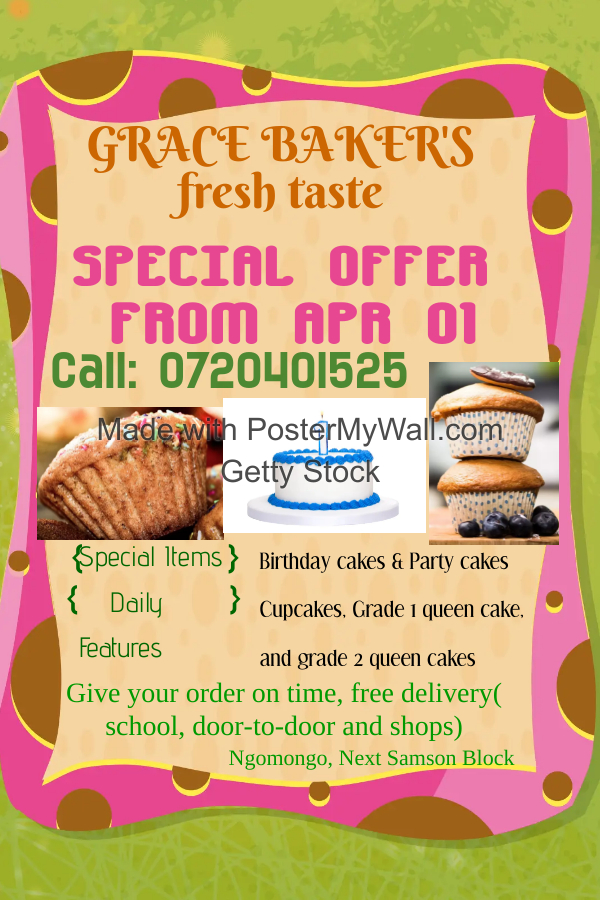 GRACE BAKER'S
fresh taste
SPECIAL OFFER
FROM APR 01
Call: 0720401525
Made with PosterMyWall.com
Getty Stock
{Special Items }
{ Daily }
Features
Birthday cakes & Party cakes
Cupcakes, Grade 1 queen cake,
and grade 2 queen cakes
Give your order on time, free delivery(
school, door-to-door and shops)
Ngomongo, Next Samson Block